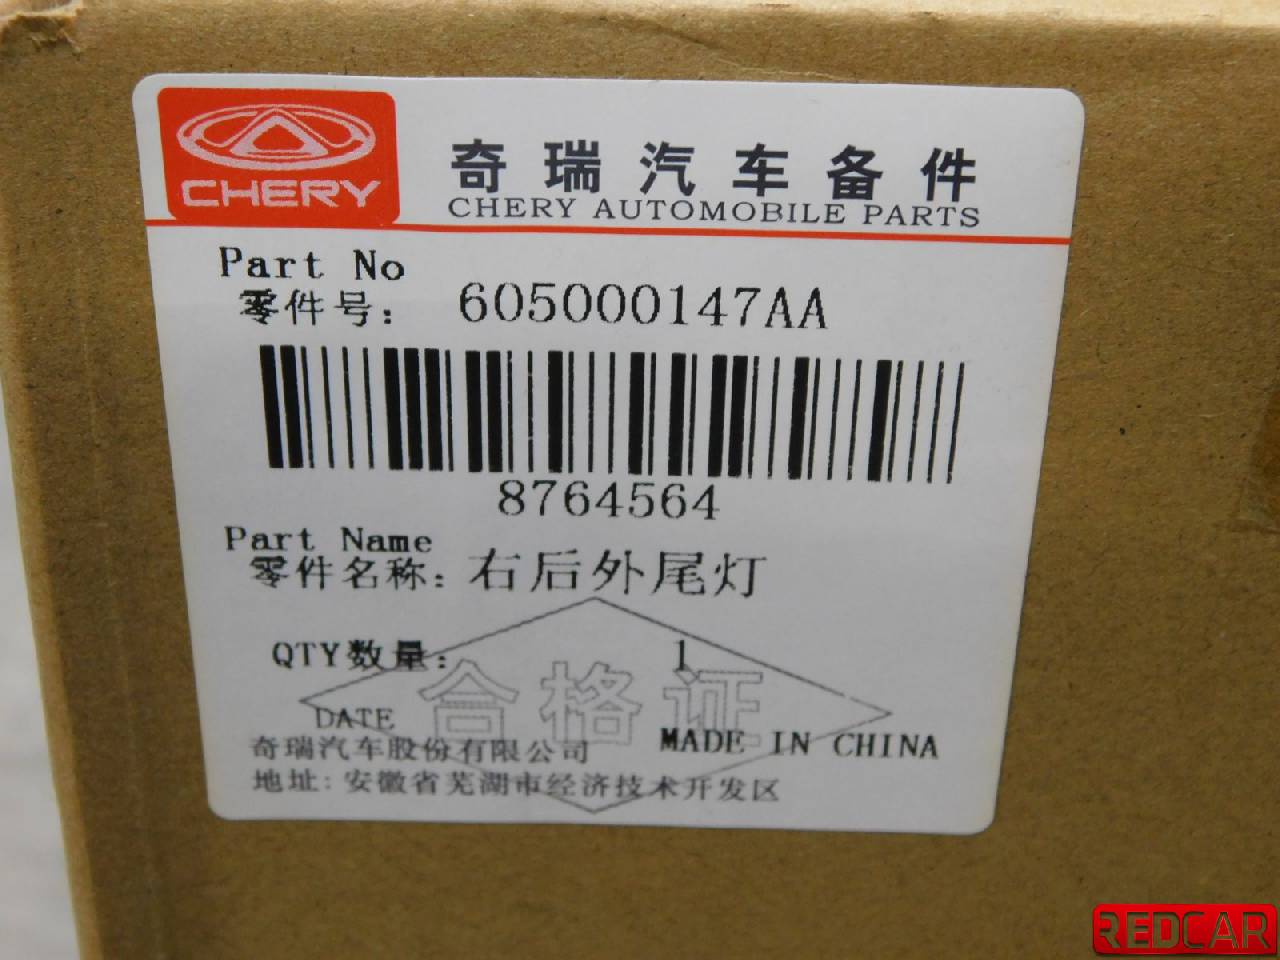 CHERY
奇瑞汽车备件
CHERY AUTOMOBILE PARTS
Part No
零件号: 605000147AA
8764564
Part Name
零件名称: 右后外尾灯
QTY数量: 1
合格证
DATE
奇瑞汽车股份有限公司 MADE IN CHINA
地址: 安徽省芜湖市经济技术开发区
REDCAR